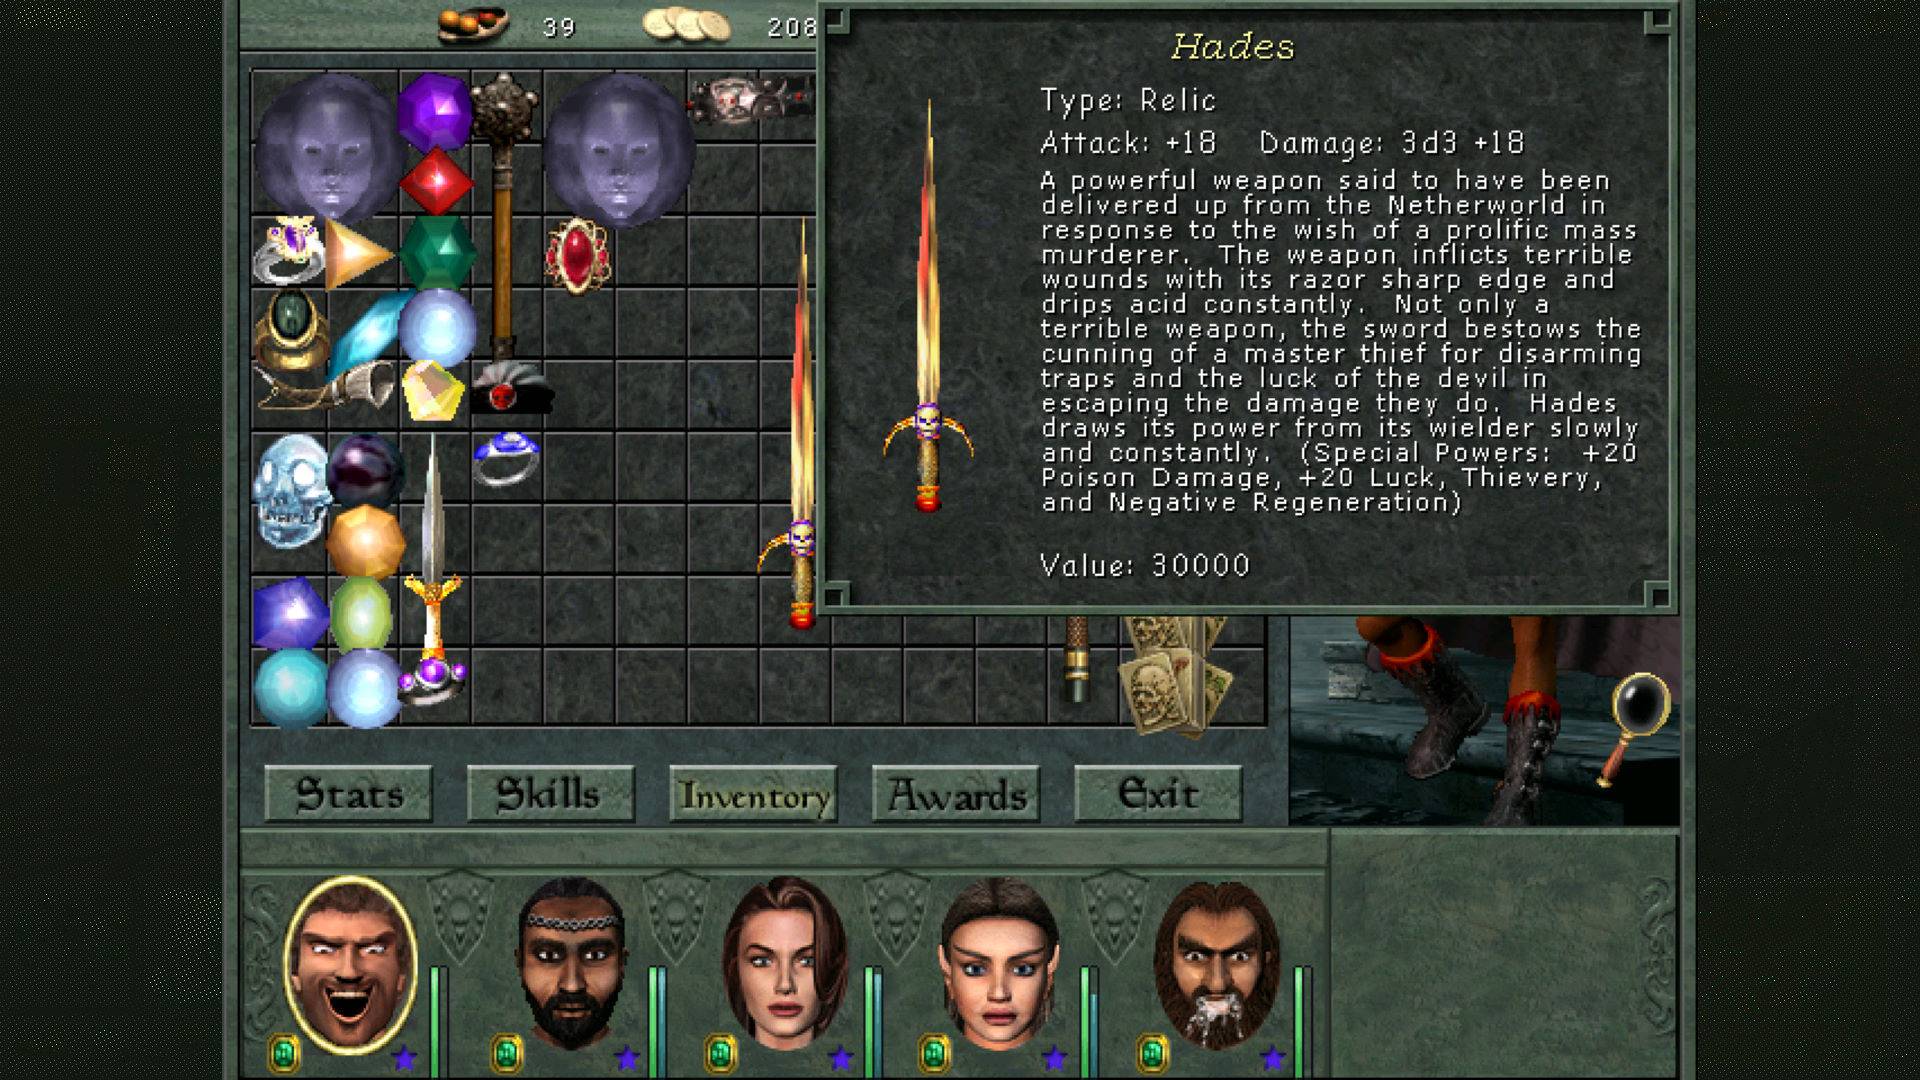 39
208
Hades
Type: Relic
Attack: +18 Damage: 3d3 +18
A powerful weapon said to have been
delivered up from the Netherworld in
response to the wish of a prolific mass
murderer. The weapon inflicts terrible
wounds with its razor sharp edge and
drips acid constantly. Not only a
terrible weapon, the sword bestows the
cunning of a master thief for disarming
traps and the luck of the devil in
escaping the damage they do. Hades
draws its power from its wielder slowly
and constantly. (Special Powers: +20
Poison Damage, +20 Luck, Thievery,
and Negative Regeneration)
Value: 30000
Stats Skills Inventory Awards Exit